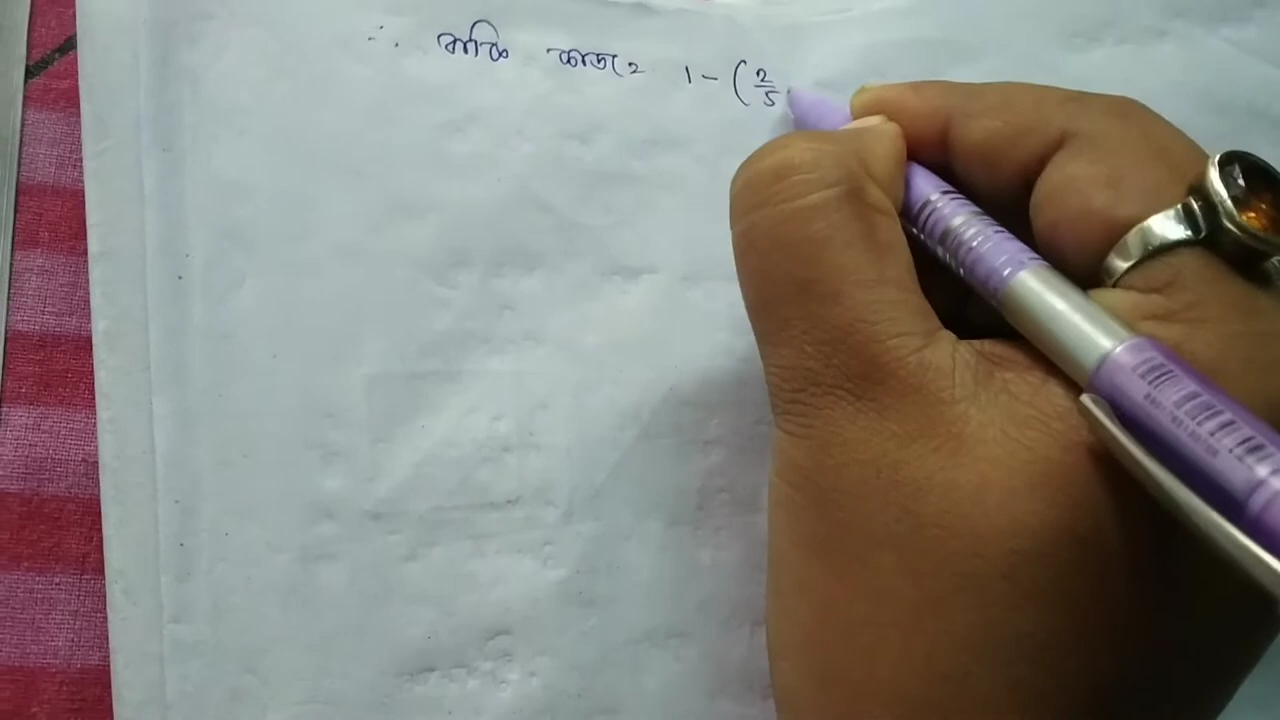 ∴ বাকি কাজ = 1 - ( 2/5